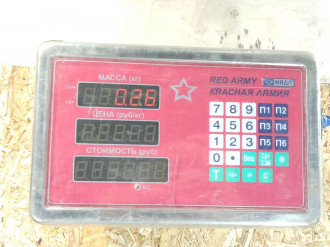 МАССА (кг)
0.26
RED ARMY МИДЛ
КРАСНАЯ АРМИЯ
ЦЕНА (руб/кг)
7 8 9 П1 П2
4 5 6 П3 П4
1 2 3 П5 П6
СТОИМОСТЬ (руб)
0 •
T C